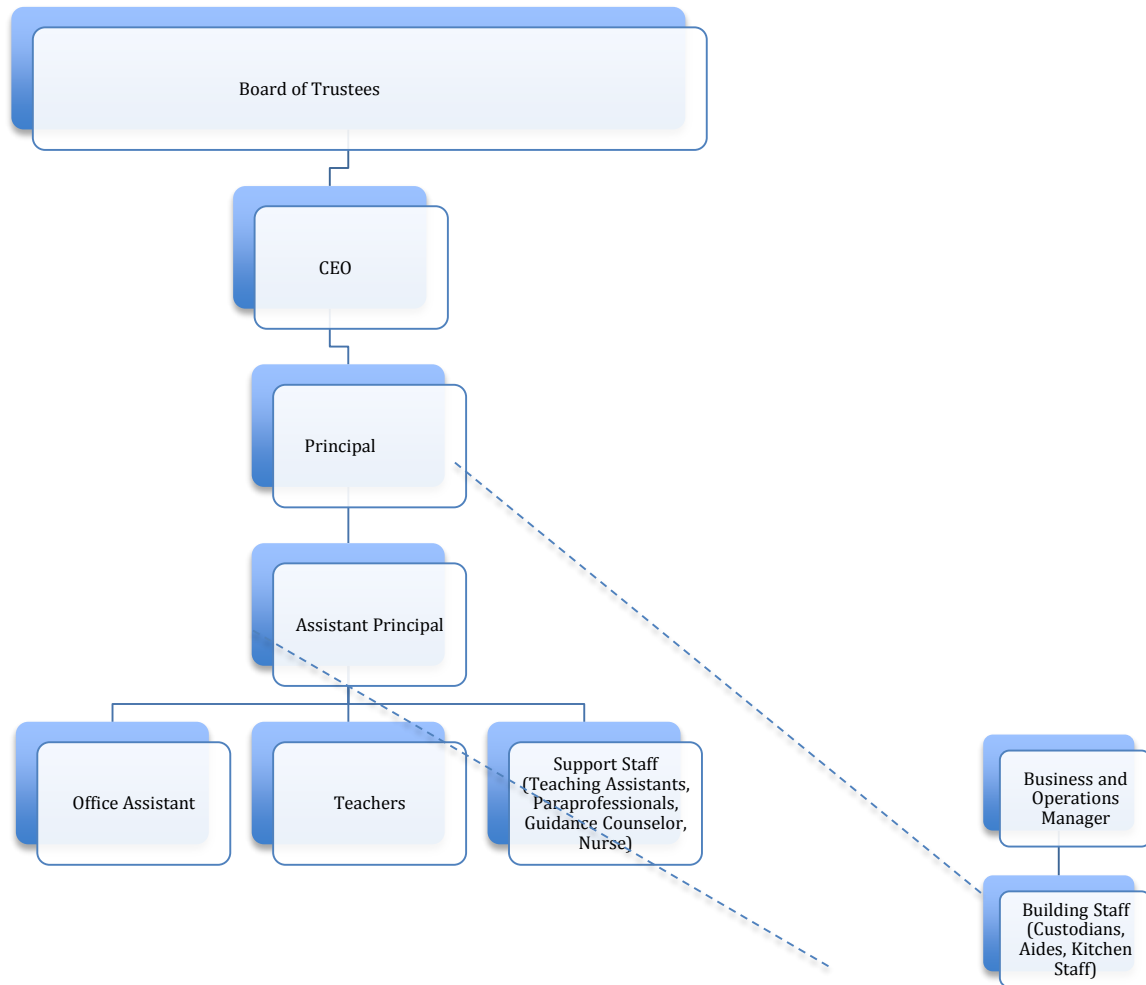 Board of Trustees
CEO
Principal
Assistant Principal
Office Assistant
Teachers
Support Staff
(Teaching Assistants,
Paraprofessionals,
Guidance Counselor,
Nurse)
Business and
Operations
Manager
Building Staff
(Custodians,
Aides, Kitchen
Staff)